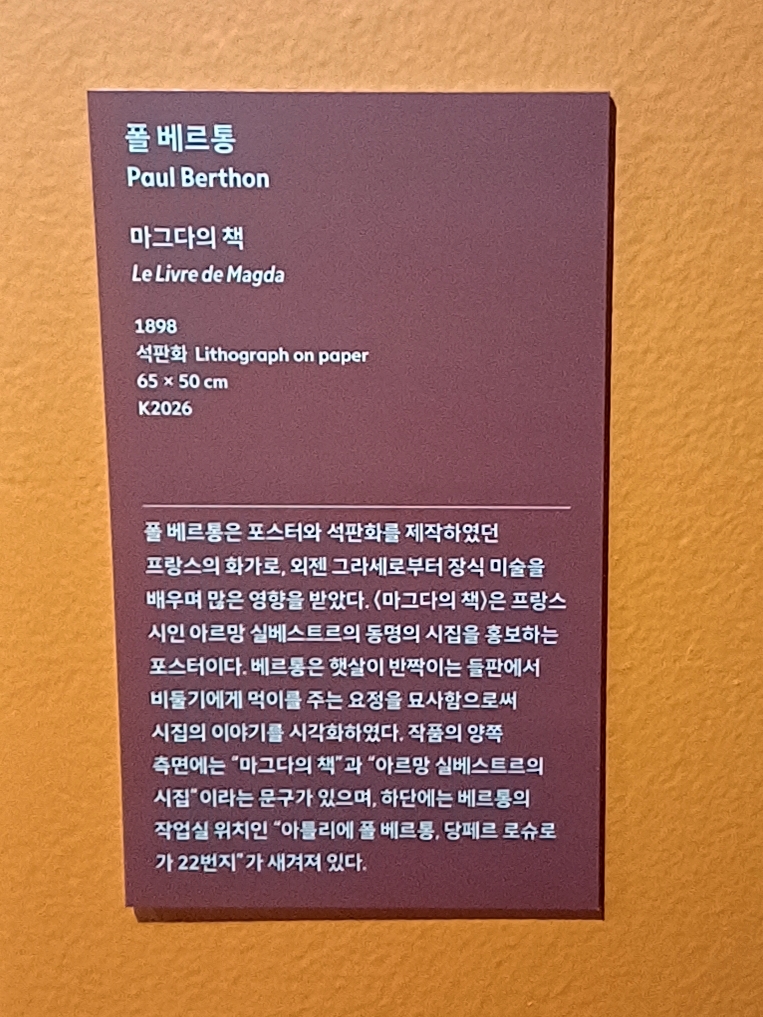 폴 베르통
Paul Berthon
마그다의 책
Le Livre de Magda
1898
석판화 Lithograph on paper
65 × 50 cm
K2026
폴 베르통은 포스터와 석판화를 제작하였던
프랑스의 화가로, 외젠 그라세로부터 장식 미술을
배우며 많은 영향을 받았다. 〈마그다의 책〉은 프랑스
시인 아르망 실베스트르의 동명의 시집을 홍보하는
포스터이다. 베르통은 햇살이 반짝이는 들판에서
비둘기에게 먹이를 주는 요정을 묘사함으로써
시집의 이야기를 시각화하였다. 작품의 양쪽
측면에는 “마그다의 책”과 “아르망 실베스트르의
시집”이라는 문구가 있으며, 하단에는 베르통의
작업실 위치인 “아틀리에 폴 베르통, 당페르 로슈로
가 22번지”가 새겨져 있다.